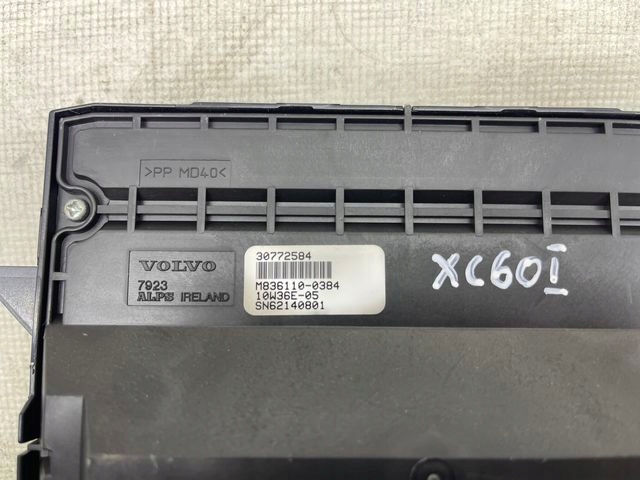 >PP MD40<
VOLVO
7923
ALPS IRELAND
30772584
M836110-0384
10W36E-05
SN62140801
XC60I